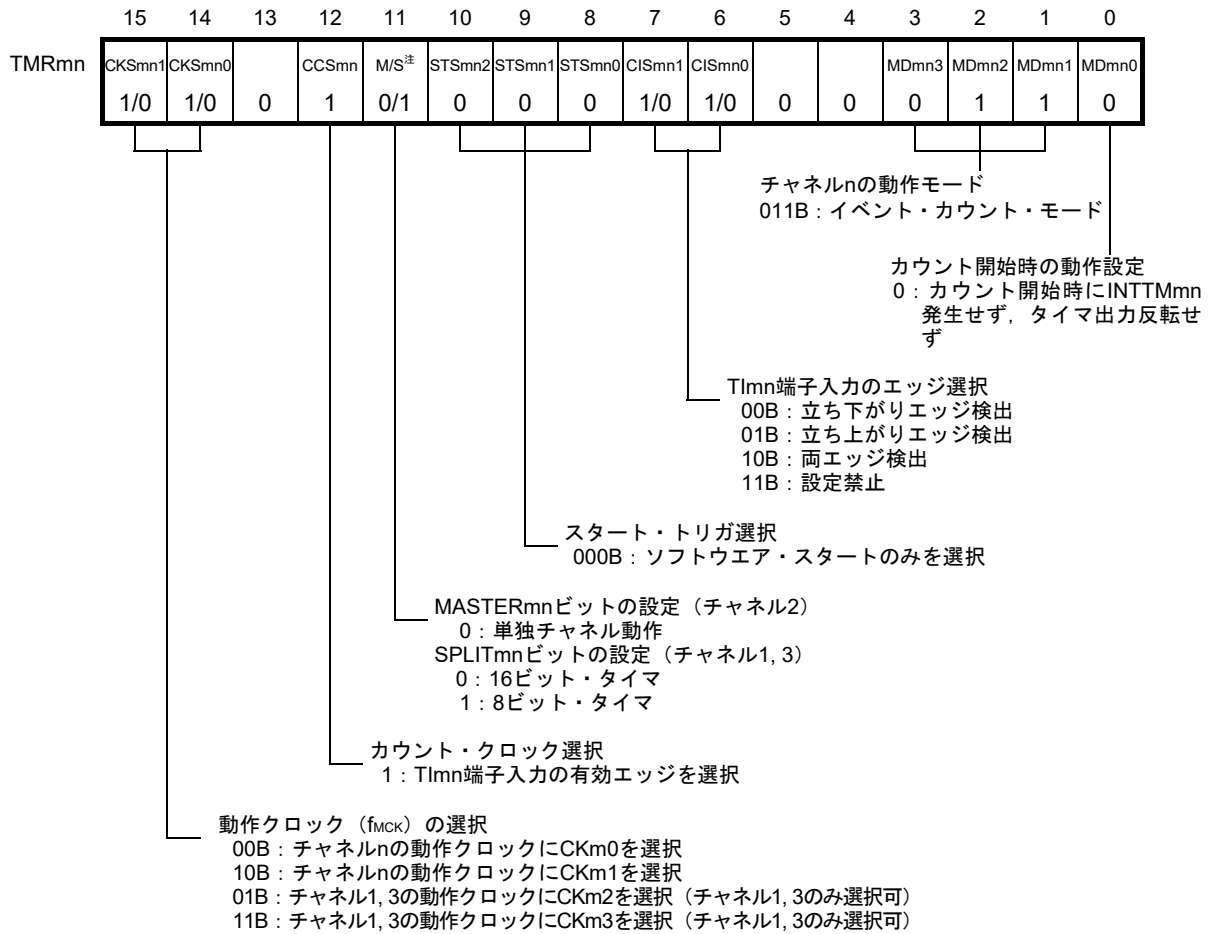 15 14 13 12 11 10 9 8 7 6 5 4 3 2 1 0
TMRmn CKSmn1 CKSmn0 CCSmn M/S注 STSmn2 STSmn1 STSmn0 CISmn1 CISmn0 MDmn3 MDmn2 MDmn1 MDmn0
1/0 1/0 0 1 0/1 0 0 0 1/0 1/0 0 0 0 1 1 0
チャネルnの動作モード
011B：イベント・カウント・モード
カウント開始時の動作設定
0：カウント開始時にINTTMmn
発生せず，タイマ出力反転せ
ず
TImn端子入力のエッジ選択
00B：立ち下がりエッジ検出
01B：立ち上がりエッジ検出
10B：両エッジ検出
11B：設定禁止
スタート・トリガ選択
000B：ソフトウエア・スタートのみを選択
MASTERmnビットの設定（チャネル2）
0：単独チャネル動作
SPLITmnビットの設定（チャネル1, 3）
0：16ビット・タイマ
1：8ビット・タイマ
カウント・クロック選択
1：TImn端子入力の有効エッジを選択
動作クロック（fMCK）の選択
00B：チャネルnの動作クロックにCKm0を選択
10B：チャネルnの動作クロックにCKm1を選択
01B：チャネル1, 3の動作クロックにCKm2を選択（チャネル1, 3のみ選択可）
11B：チャネル1, 3の動作クロックにCKm3を選択（チャネル1, 3のみ選択可）